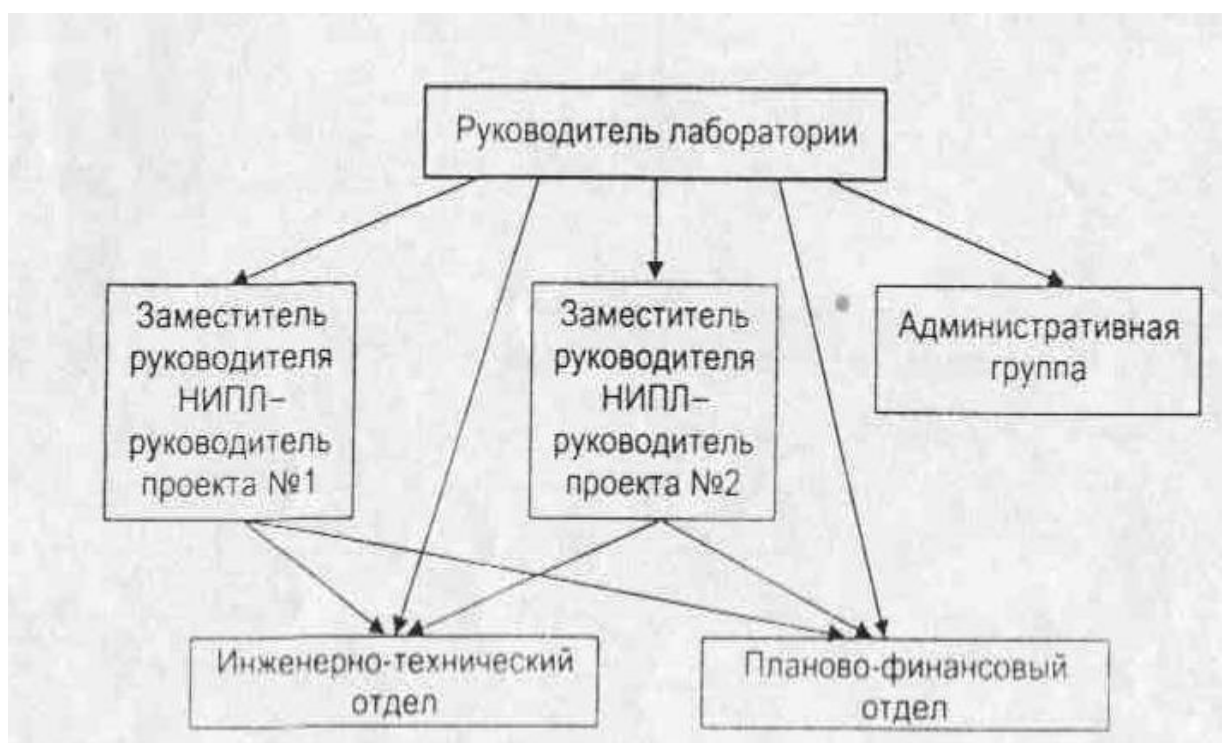 Руководитель лаборатории
Заместитель
руководителя
НИПЛ–
руководитель
проекта №1
Заместитель
руководителя
НИПЛ–
руководитель
проекта №2
Административная
группа
Инженерно-технический
отдел
Планово-финансовый
отдел